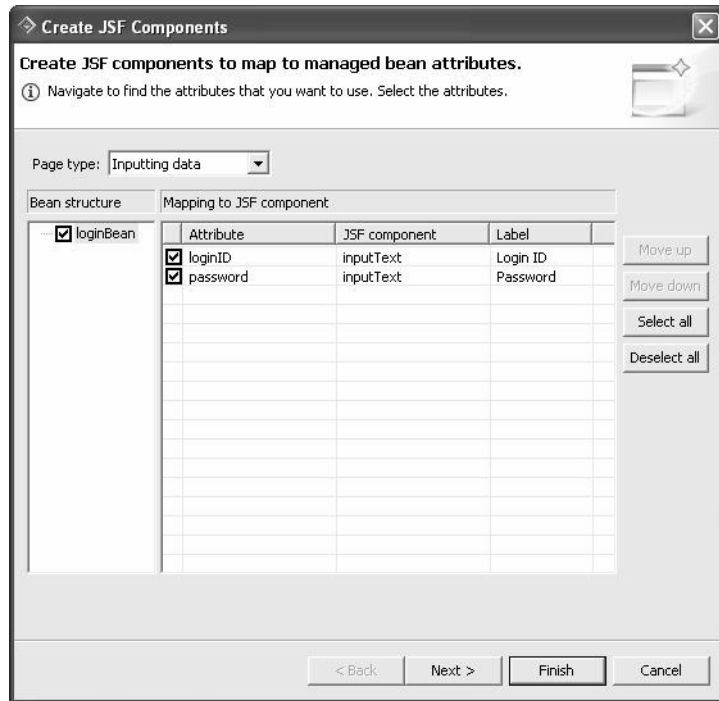 Create JSF Components
Create JSF components to map to managed bean attributes.
Navigate to find the attributes that you want to use. Select the attributes.
Page type: Inputting data
Bean structure Mapping to JSF component
loginBean
Attribute JSF component Label
loginID inputText Login ID
password inputText Password
Move up
Move down
Select all
Deselect all
< Back Next > Finish Cancel